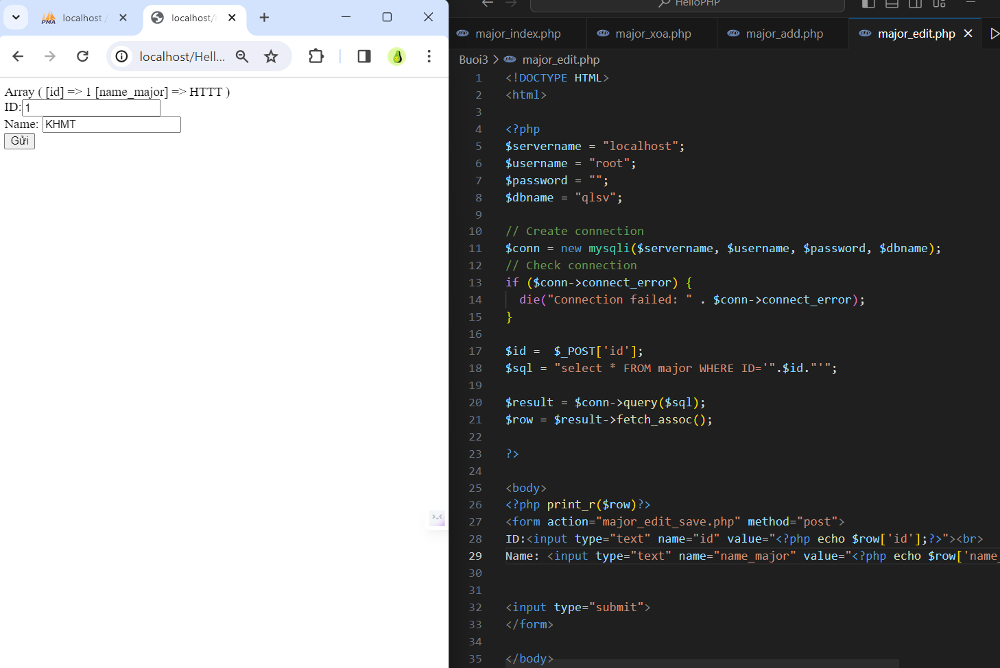 PMA localhost /
localhost/
localhost/Hell...
Array ( [id] => 1 [name_major] => HTTT )
ID: 1
Name: KHMT
Gửi
HelloPHP
php major_index.php
php major_xoa.php
php major_add.php
php major_edit.php
Buoi3 > php major_edit.php
1 <!DOCTYPE HTML>
2 <html>
3
4 <?php
5 $servername = "localhost";
6 $username = "root";
7 $password = "";
8 $dbname = "qlsv";
9
10 // Create connection
11 $conn = new mysqli($servername, $username, $password, $dbname);
12 // Check connection
13 if ($conn->connect_error) {
14 die("Connection failed: " . $conn->connect_error);
15 }
16
17 $id =  $_POST['id'];
18 $sql = "select * FROM major WHERE ID='".$id."'";
19
20 $result = $conn->query($sql);
21 $row = $result->fetch_assoc();
22
23 ?>
24
25 <body>
26 <?php print_r($row)?>
27 <form action="major_edit_save.php" method="post">
28 ID:<input type="text" name="id" value="<?php echo $row['id'];?>"><br>
29 Name: <input type="text" name="name_major" value="<?php echo $row['name_
30
31
32 <input type="submit">
33 </form>
34
35 </body>